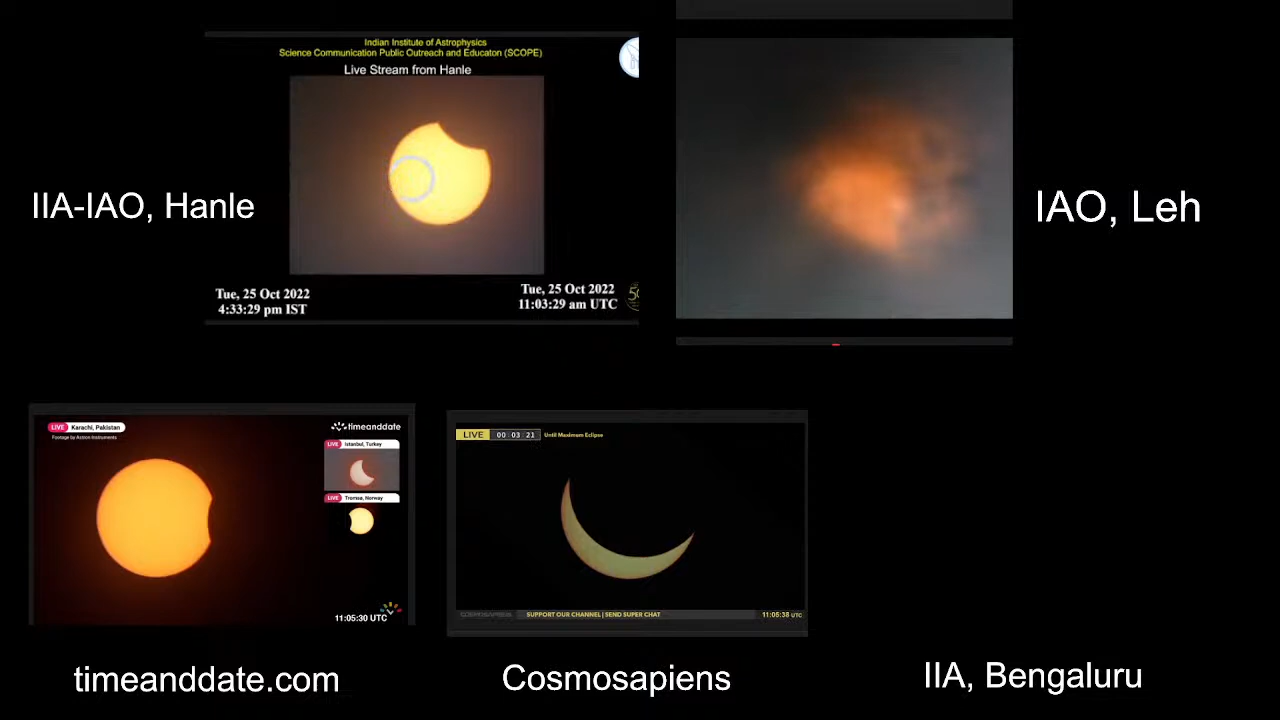 Indian Institute of Astrophysics
Science Communication Public Outreach and Educaton (SCOPE)
Live Stream from Hanle
IIA-IAO, Hanle
IAO, Leh
Tue, 25 Oct 2022
4:33:29 pm IST
Tue, 25 Oct 2022
11:03:29 am UTC
LIVE Karachi, Pakistan
Footage by Astron Instruments
timeanddate
LIVE Istanbul, Turkey
LIVE Tromsø, Norway
11:05:30 UTC
LIVE 00:03:21 Until Maximum Eclipse
COSMOSAPIENS SUPPORT OUR CHANNEL | SEND SUPER CHAT 11:05:38 UTC
timeanddate.com
Cosmosapiens
IIA, Bengaluru